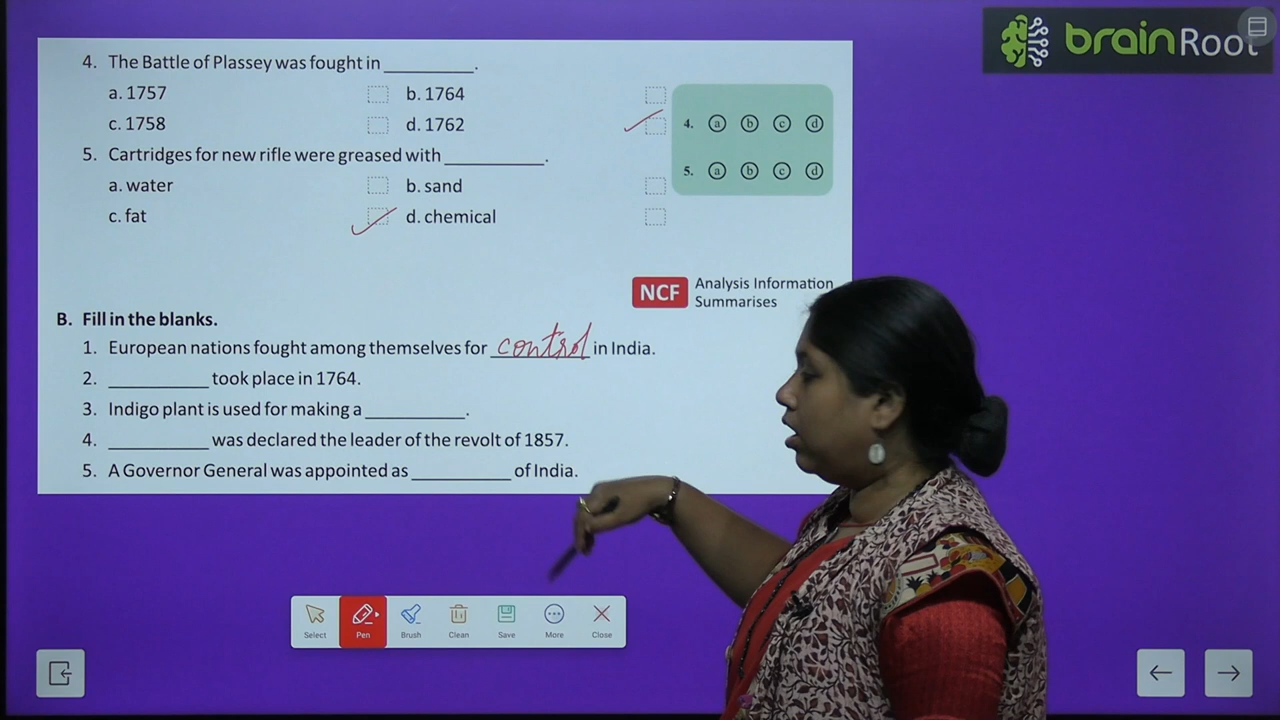 brainRoot
4. The Battle of Plassey was fought in __________.
a. 1757 b. 1764
c. 1758 d. 1762
4. a b c d
5. Cartridges for new rifle were greased with ___________.
5. a b c d
a. water b. sand
c. fat d. chemical
NCF Analysis Information
Summarises
B. Fill in the blanks.
1. European nations fought among themselves for control in India.
2. ___________ took place in 1764.
3. Indigo plant is used for making a ___________.
4. ___________ was declared the leader of the revolt of 1857.
5. A Governor General was appointed as ___________ of India.
Select Pen Brush Clean Save More Close